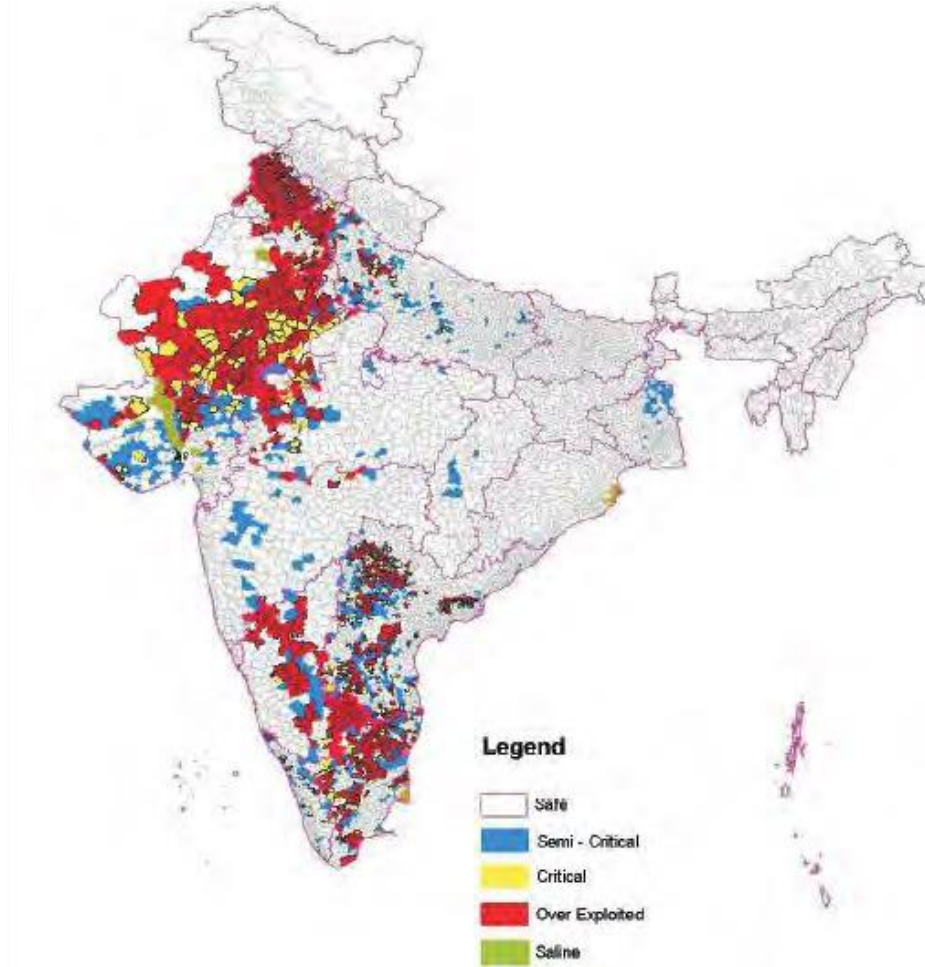 Legend
Safe
Semi - Critical
Critical
Over Exploited
Saline